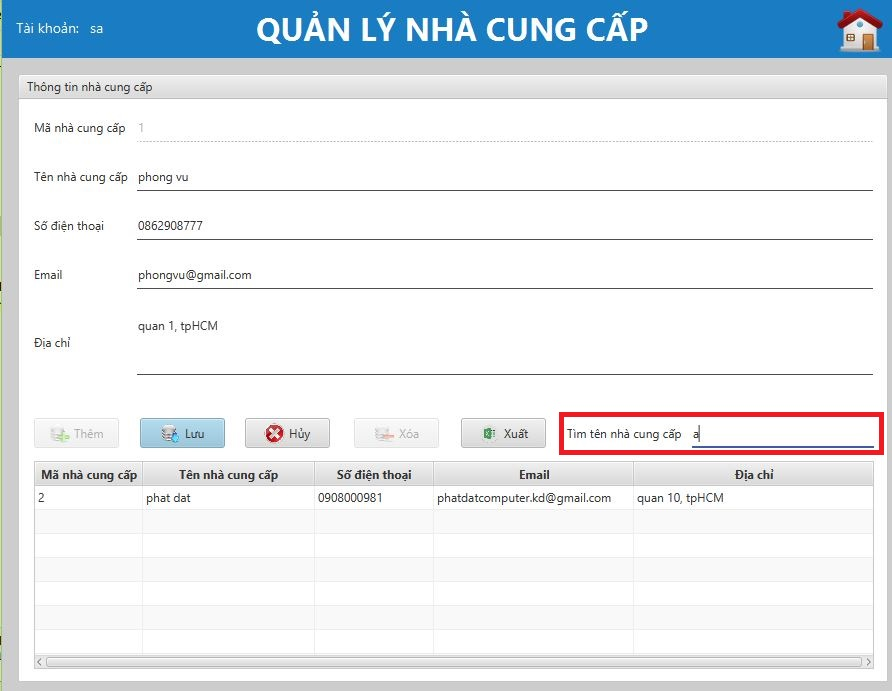 Tài khoản: sa
QUẢN LÝ NHÀ CUNG CẤP
Thông tin nhà cung cấp
Mã nhà cung cấp 1
Tên nhà cung cấp phong vu
Số điện thoại 0862908777
Email phongvu@gmail.com
Địa chỉ quan 1, tpHCM
Thêm Lưu Hủy Xóa Xuất Tìm tên nhà cung cấp a
Mã nhà cung cấp Tên nhà cung cấp Số điện thoại Email Địa chỉ
2 phat dat 0908000981 phatdatcomputer.kd@gmail.com quan 10, tpHCM